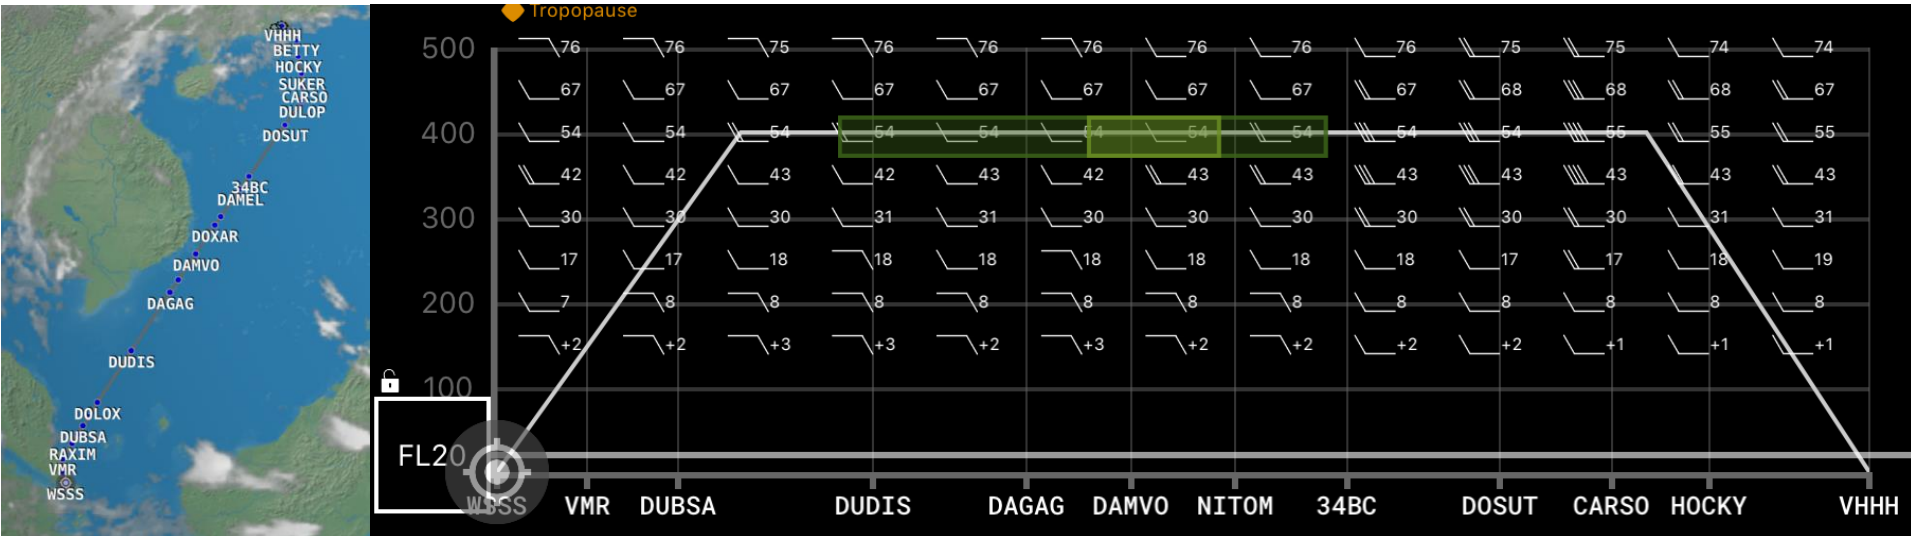 VHHH
BETTY
HOCKY
SUKER
CARSO
DULOP
DOSUT
34BC
DAMEL
DOXAR
DAMVO
DAGAG
DUDIS
DOLOX
DUBSA
RAXIM
VMR
WSSS
Tropopause
500 76 76 75 76 76 76 76 76 76 75 75 74 74
67 67 67 67 67 67 67 67 67 68 68 68 67
400 54 54 54 54 54 54 54 54 54 54 55 55 55
42 42 43 42 43 42 43 43 43 43 43 43 43
300 30 30 30 31 31 30 30 30 30 30 30 31 31
17 17 18 18 18 18 18 18 18 17 17 18 19
200 7 8 8 8 8 8 8 8 8 8 8 8 8
+2 +2 +3 +3 +2 +3 +2 +2 +2 +2 +1 +1 +1
100
FL20
WSSS VMR DUBSA DUDIS DAGAG DAMVO NITOM 34BC DOSUT CARSO HOCKY VHHH